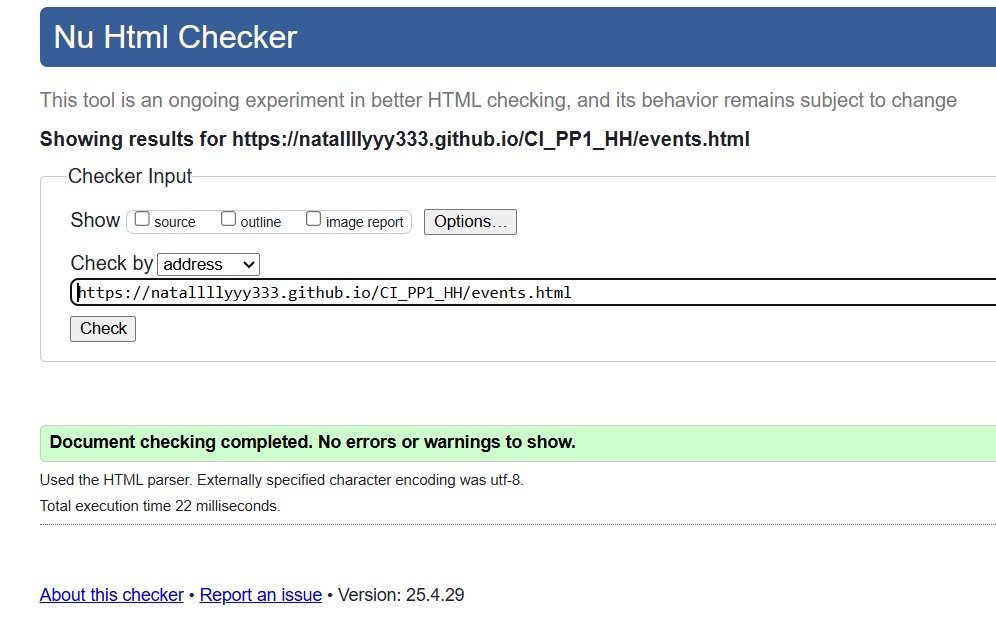 Nu Html Checker
This tool is an ongoing experiment in better HTML checking, and its behavior remains subject to change
Showing results for https://natallllyyy333.github.io/CI_PP1_HH/events.html
Checker Input
Show source outline image report Options…
Check by address
https://natallllyyy333.github.io/CI_PP1_HH/events.html
Check
Document checking completed. No errors or warnings to show.
Used the HTML parser. Externally specified character encoding was utf-8.
Total execution time 22 milliseconds.
About this checker • Report an issue • Version: 25.4.29